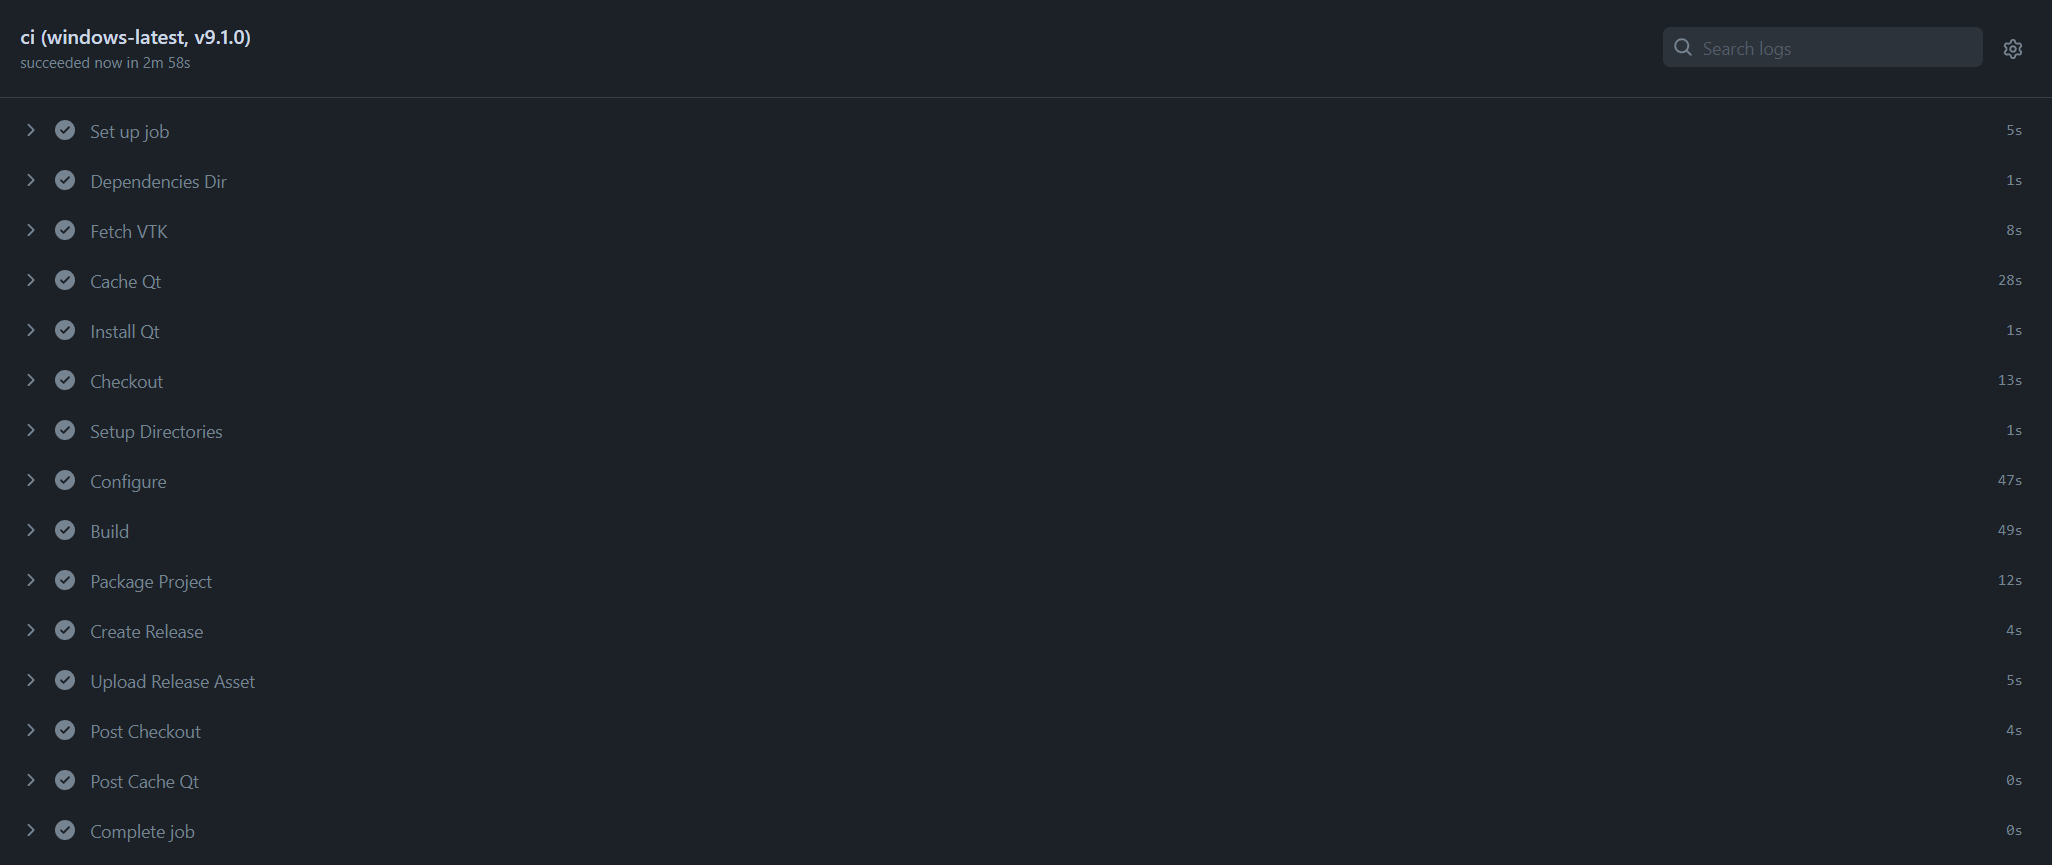 ci (windows-latest, v9.1.0)
succeeded now in 2m 58s
Search logs
Set up job 5s
Dependencies Dir 1s
Fetch VTK 8s
Cache Qt 28s
Install Qt 1s
Checkout 13s
Setup Directories 1s
Configure 47s
Build 49s
Package Project 12s
Create Release 4s
Upload Release Asset 5s
Post Checkout 4s
Post Cache Qt 0s
Complete job 0s